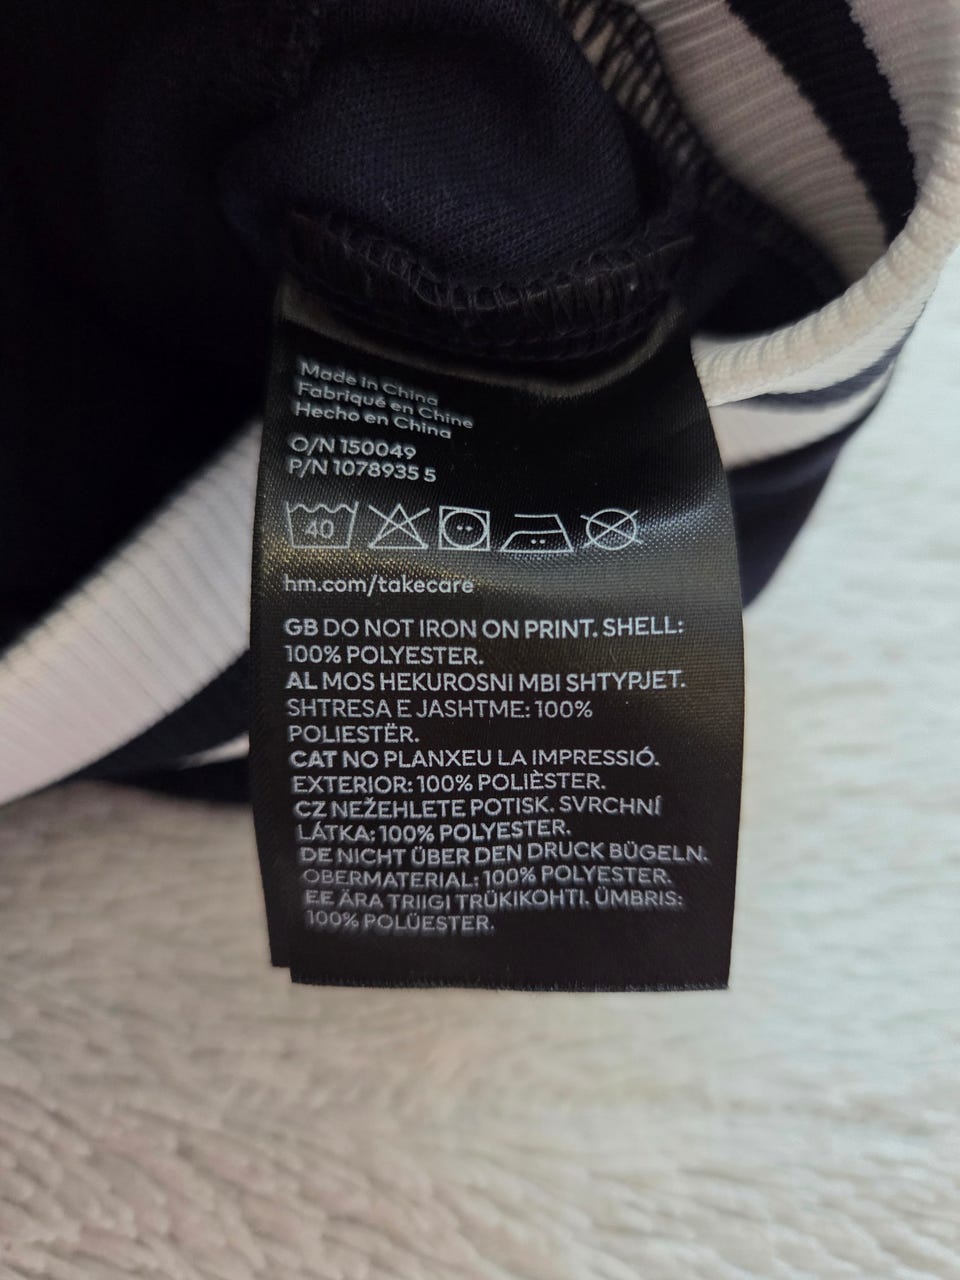 Made in China
Fabriqué en Chine
Hecho en China
O/N 150049
P/N 1078935 5
40
hm.com/takecare
GB DO NOT IRON ON PRINT. SHELL:
100% POLYESTER.
AL MOS HEKUROSNI MBI SHTYPJET.
SHTRESA E JASHTME: 100%
POLIESTËR.
CAT NO PLANXEU LA IMPRESSIÓ.
EXTERIOR: 100% POLIÈSTER.
CZ NEŽEHLETE POTISK. SVRCHNÍ
LÁTKA: 100% POLYESTER.
DE NICHT ÜBER DEN DRUCK BÜGELN.
OBERMATERIAL: 100% POLYESTER.
EE ÄRA TRIIGI TRÜKIKOHTI. ÜMBRIS:
100% POLÜESTER.